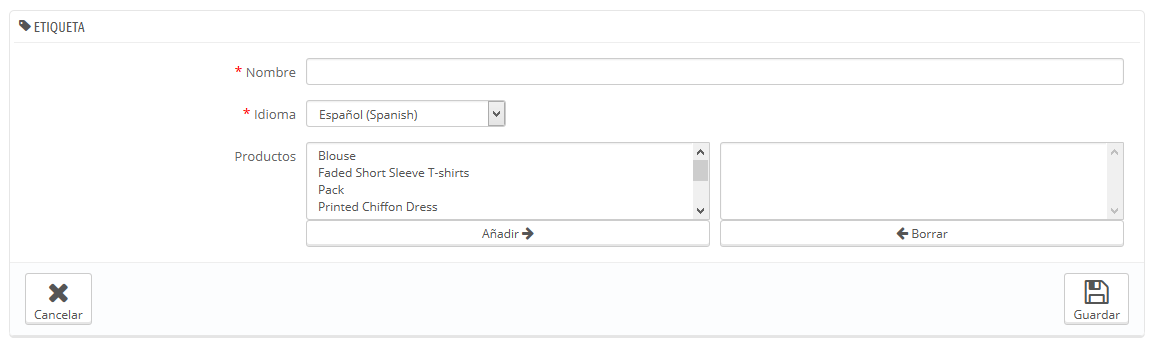 ETIQUETA
* Nombre
* Idioma
Español (Spanish)
Productos
Blouse
Faded Short Sleeve T-shirts
Pack
Printed Chiffon Dress
Añadir
Borrar
Cancelar
Guardar